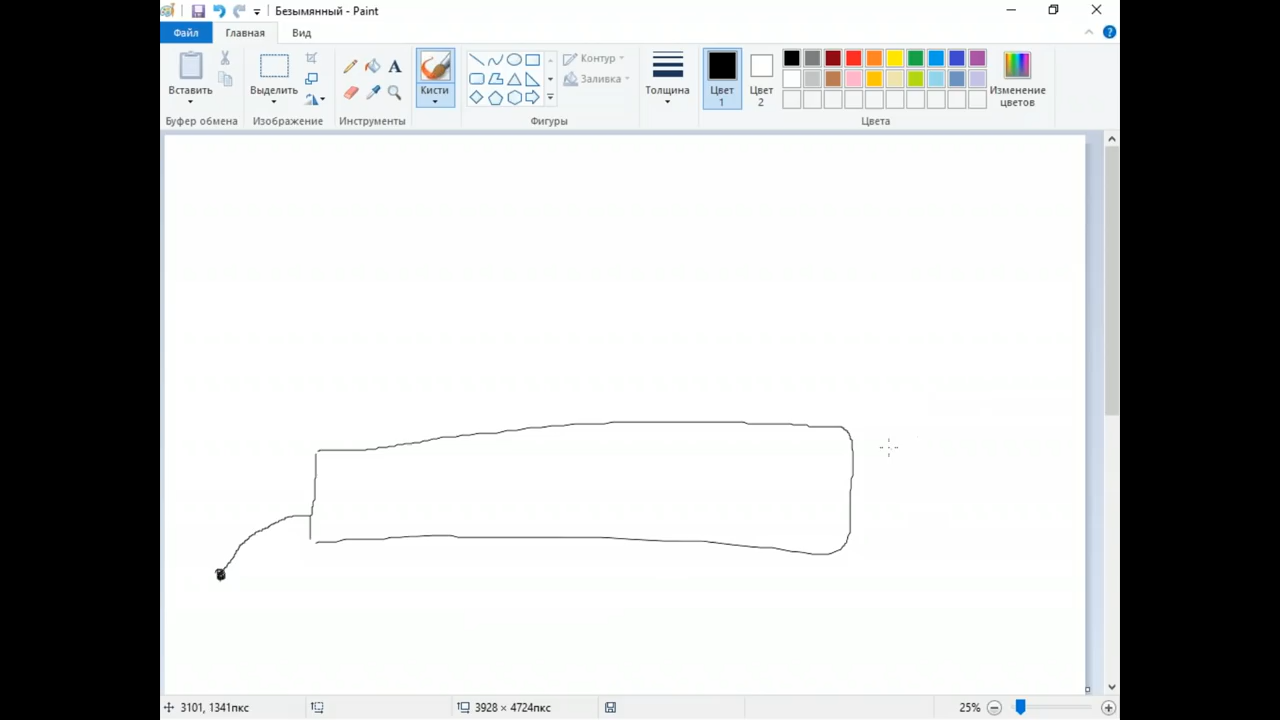 Безымянный - Paint
Файл
Главная
Вид
Вставить
Выделить
A
Кисти
Контур
Заливка
Толщина
Цвет
1
Цвет
2
Изменение
цветов
Буфер обмена
Изображение
Инструменты
Фигуры
Цвета
3101, 1341пкс
3928 × 4724пкс
25%